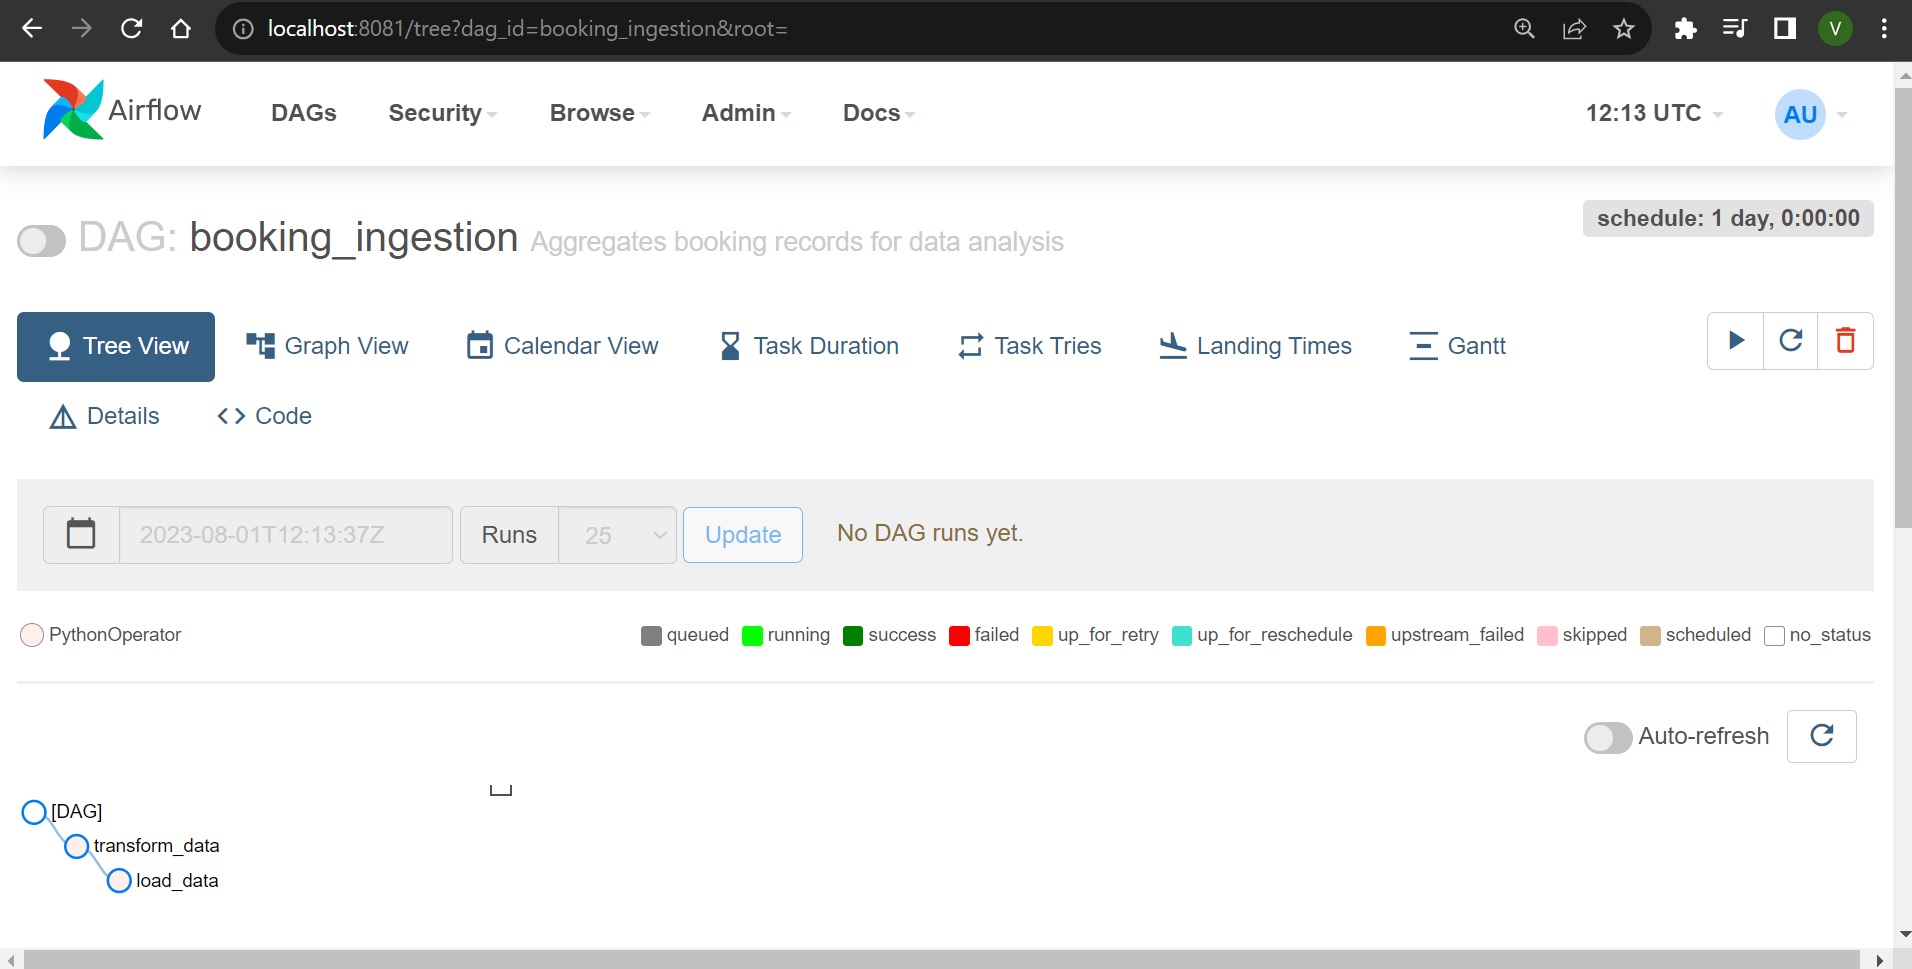 localhost:8081/tree?dag_id=booking_ingestion&root=
V
Airflow
DAGs Security Browse Admin Docs 12:13 UTC AU
DAG: booking_ingestion Aggregates booking records for data analysis
schedule: 1 day, 0:00:00
Tree View Graph View Calendar View Task Duration Task Tries Landing Times Gantt
Details <> Code
2023-08-01T12:13:37Z Runs 25 Update No DAG runs yet.
PythonOperator queued running success failed up_for_retry up_for_reschedule upstream_failed skipped scheduled no_status
Auto-refresh
[DAG]
transform_data
load_data